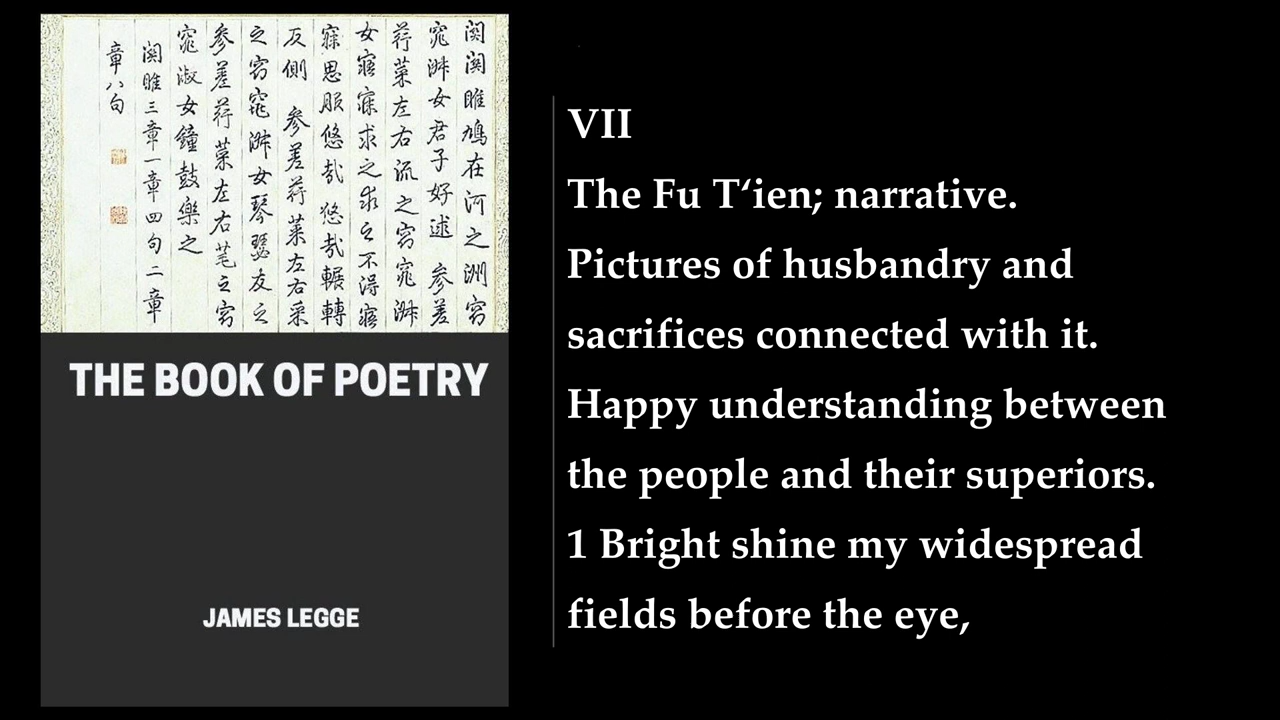 關關雎鳩在河之洲窈
窕淑女君子好逑 參差
荇菜左右流之窈窕淑
女寤寐求之求之不得寤
寐思服悠哉悠哉輾轉
反側 參差荇菜左右采
之窈窕淑女琴瑟友之
參差荇菜左右芼之窈
窕淑女鐘鼓樂之
關雎三章一章四句二章
章八句
THE BOOK OF POETRY
JAMES LEGGE
VII
The Fu T‘ien; narrative.
Pictures of husbandry and
sacrifices connected with it.
Happy understanding between
the people and their superiors.
1 Bright shine my widespread
fields before the eye,